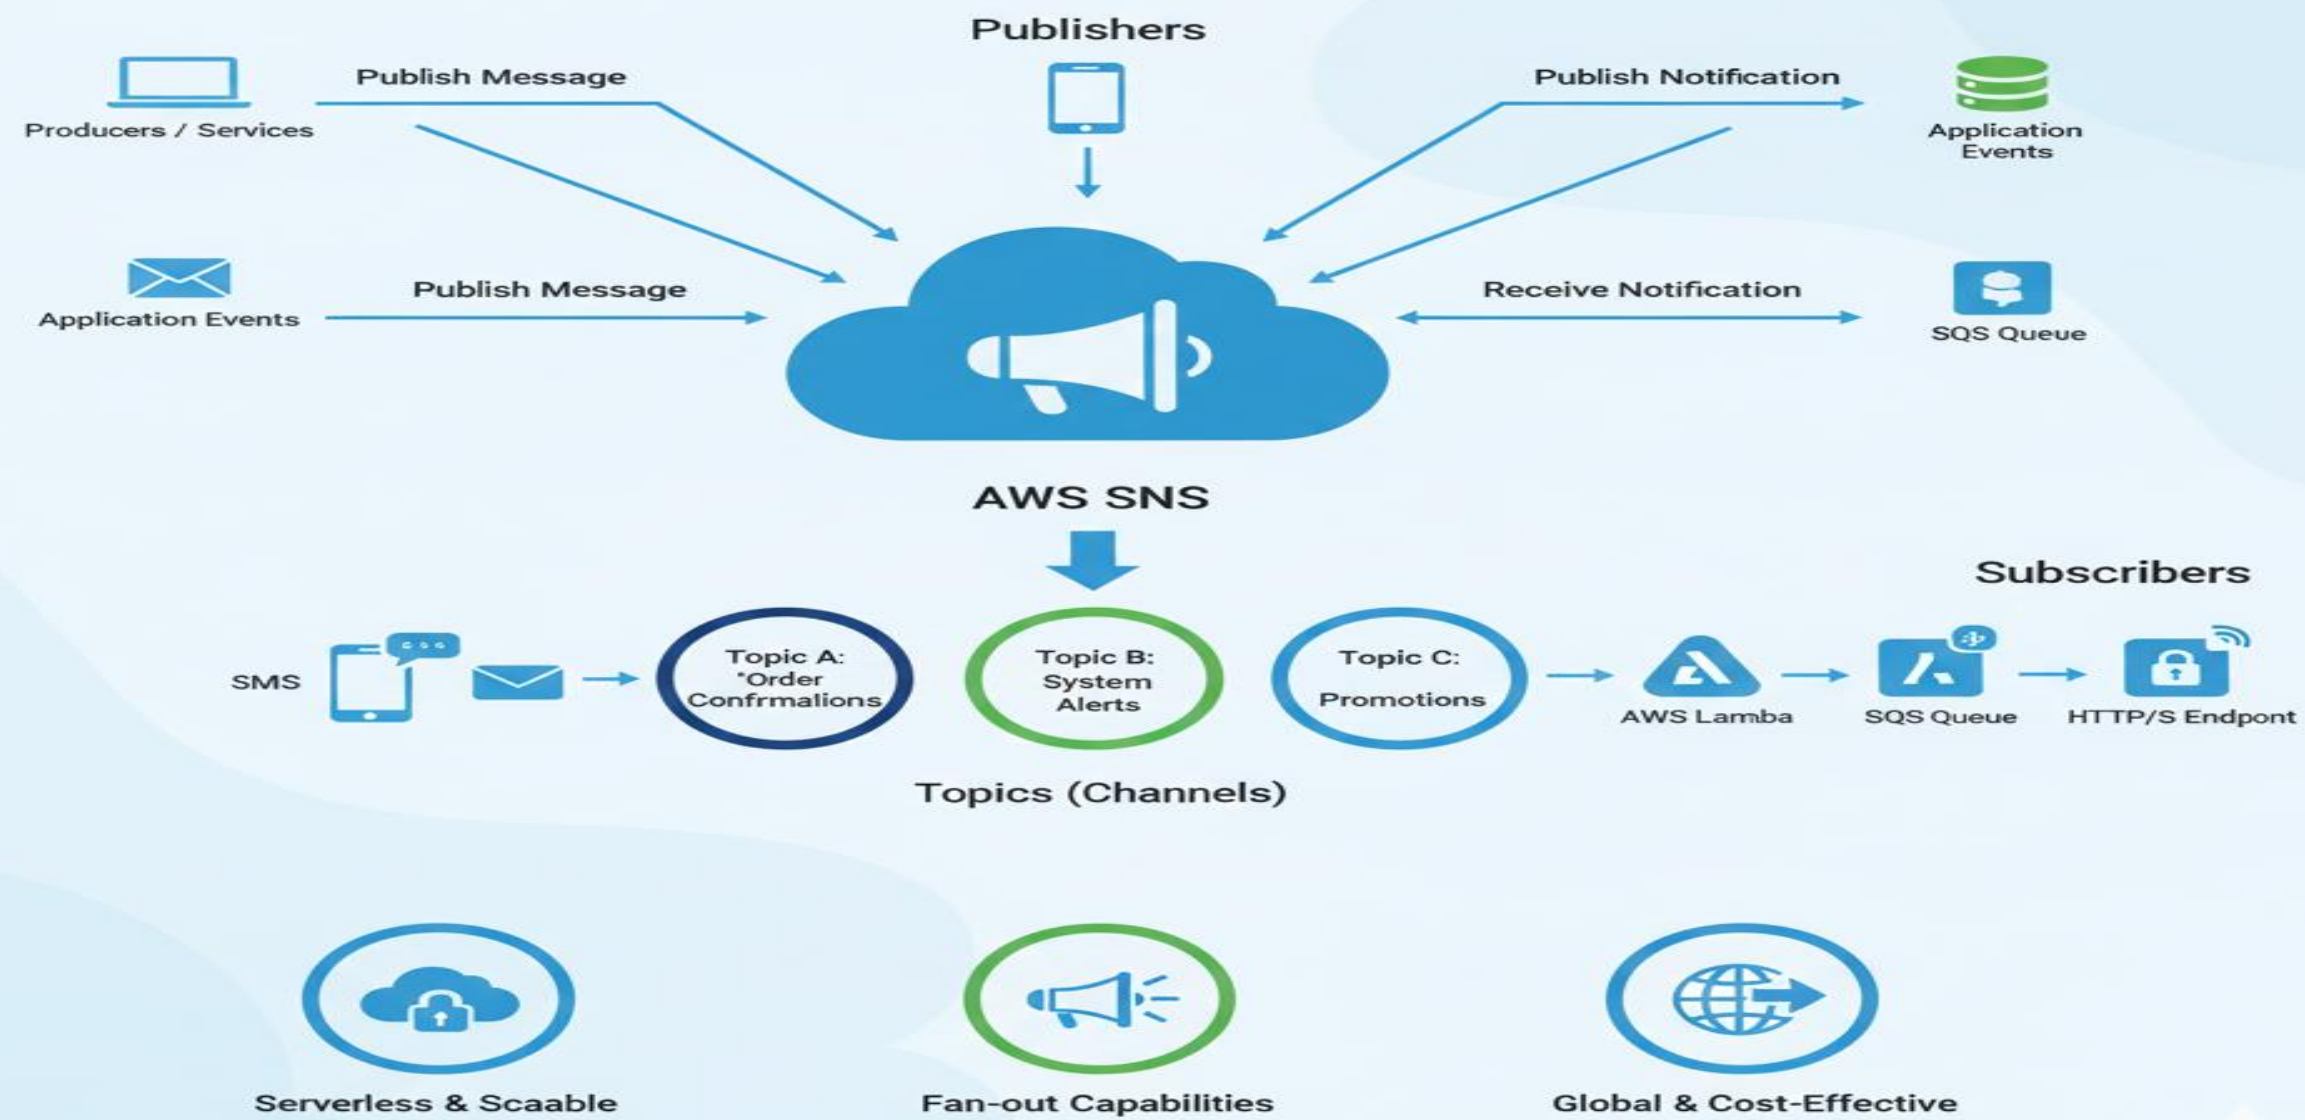 Publishers
Publish Message
Publish Notification
Producers / Services
Application
Events
Publish Message
Receive Notification
Application Events
SQS Queue
AWS SNS
Subscribers
SMS
Topic A:
"Order
Confrmalions
Topic B:
System
Alerts
Topic C:
Promotions
AWS Lamba
SQS Queue
HTTP/S Endpont
Topics (Channels)
Serverless & Scaable
Fan-out Capabilities
Global & Cost-Effective